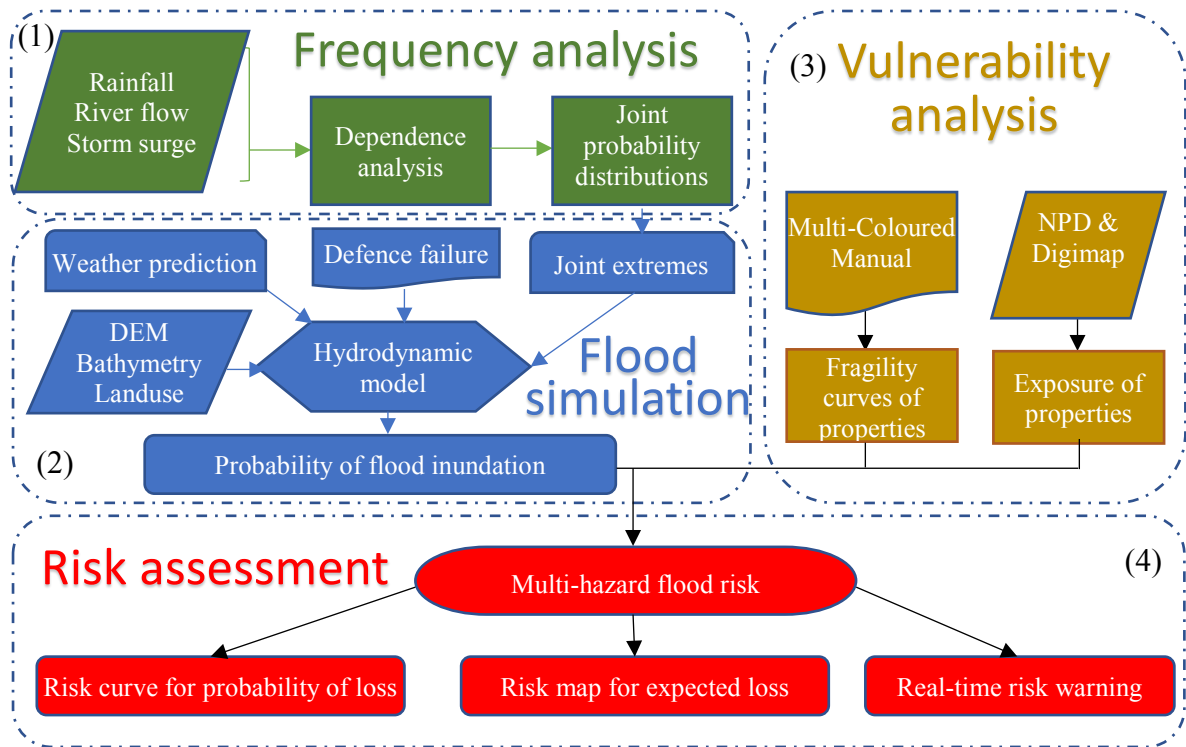 (1)
Frequency analysis
Rainfall
River flow
Storm surge
Dependence
analysis
Joint
probability
distributions
(3)
Vulnerability
analysis
Multi-Coloured
Manual
NPD &
Digimap
Fragility
curves of
properties
Exposure of
properties
Weather prediction
Defence failure
Joint extremes
DEM
Bathymetry
Landuse
Hydrodynamic
model
Flood
simulation
(2)
Probability of flood inundation
Risk assessment
(4)
Multi-hazard flood risk
Risk curve for probability of loss
Risk map for expected loss
Real-time risk warning